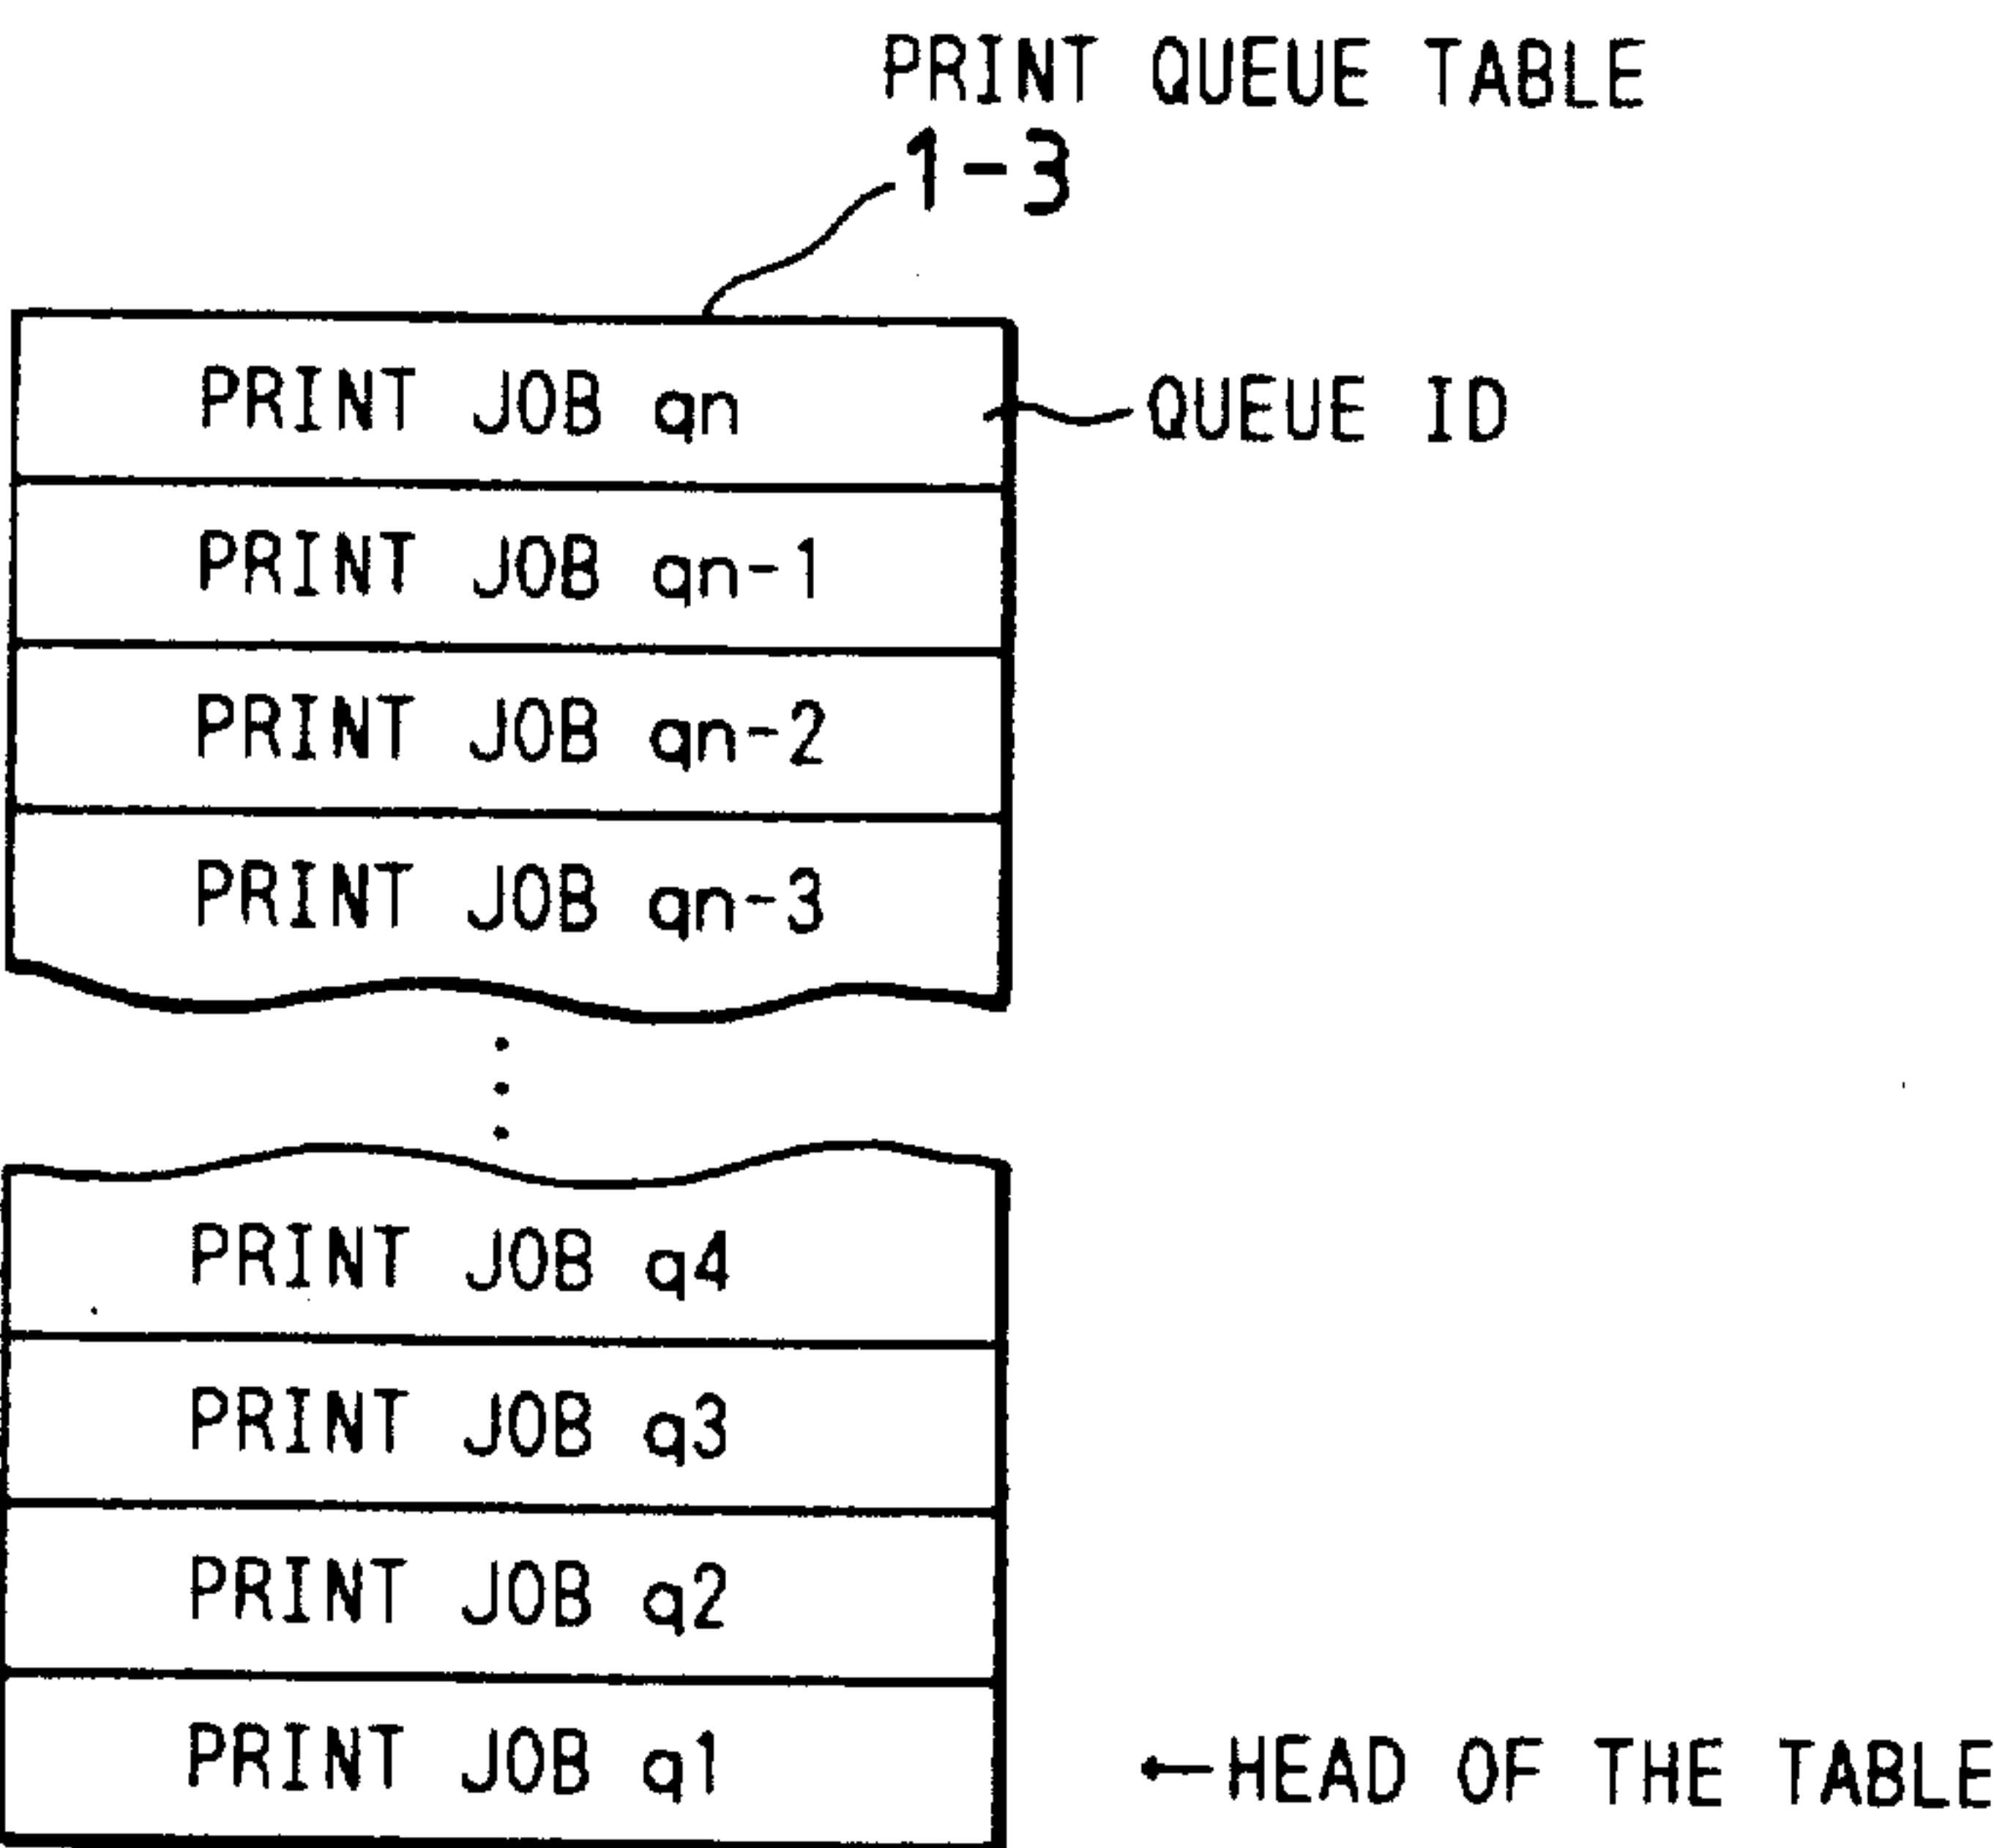 PRINT QUEUE TABLE
1-3
PRINT JOB qn
QUEUE ID
PRINT JOB qn-1
PRINT JOB qn-2
PRINT JOB qn-3
PRINT JOB q4
PRINT JOB q3
PRINT JOB q2
PRINT JOB q1
HEAD OF THE TABLE